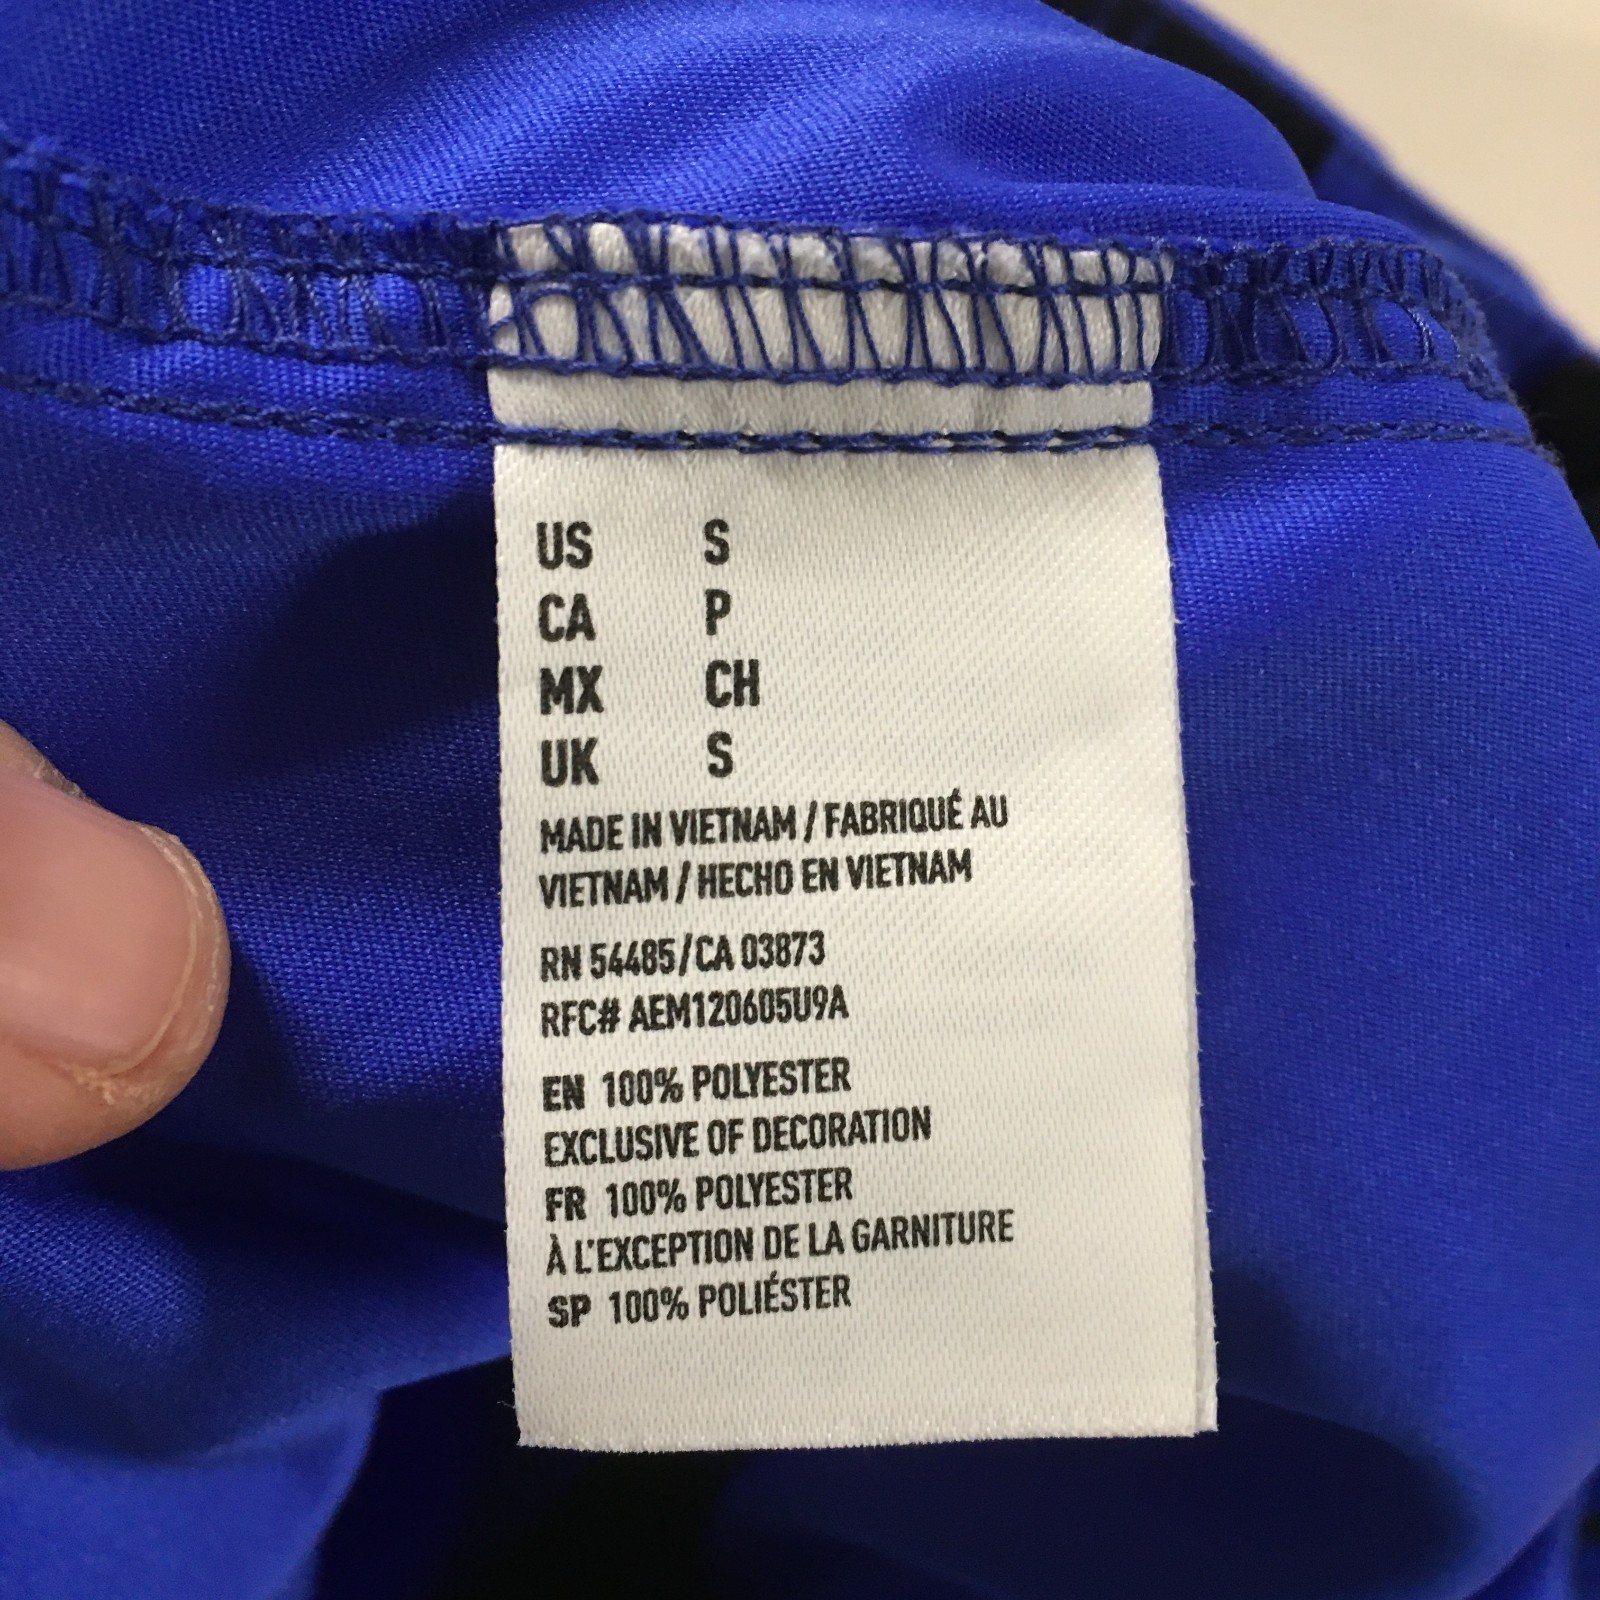 US S
CA P
MX CH
UK S
MADE IN VIETNAM / FABRIQUÉ AU
VIETNAM / HECHO EN VIETNAM
RN 54485/CA 03873
RFC# AEM120605U9A
EN 100% POLYESTER
EXCLUSIVE OF DECORATION
FR 100% POLYESTER
À L'EXCEPTION DE LA GARNITURE
SP 100% POLIÉSTER